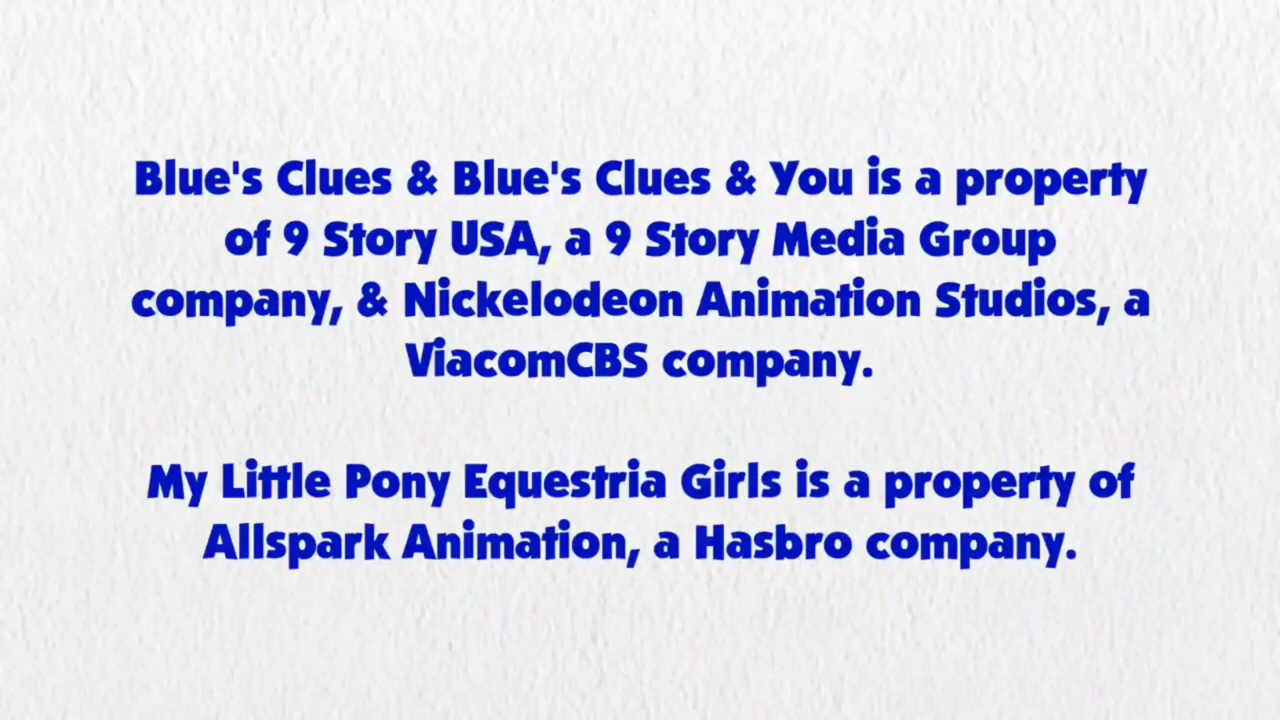 Blue's Clues & Blue's Clues & You is a property
of 9 Story USA, a 9 Story Media Group
company, & Nickelodeon Animation Studios, a
ViacomCBS company.
My Little Pony Equestria Girls is a property of
Allspark Animation, a Hasbro company.